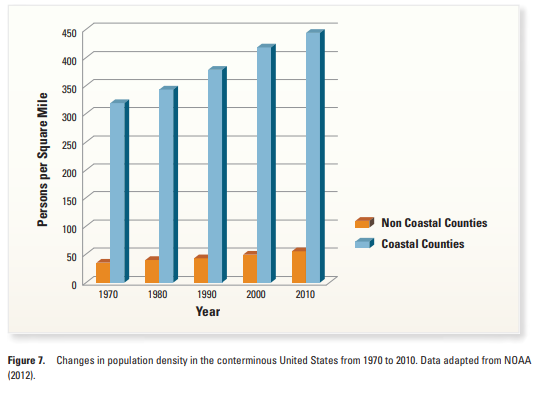 450
400
350
300
250
200
150
100
50
0
Persons per Square Mile
1970 1980 1990 2000 2010
Year
Non Coastal Counties
Coastal Counties
Figure 7. Changes in population density in the conterminous United States from 1970 to 2010. Data adapted from NOAA
(2012).